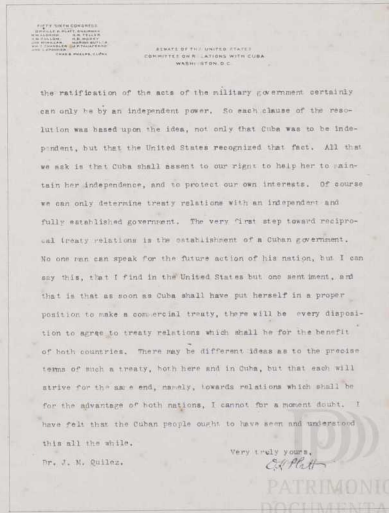 FIFTY SIXTH CONGRESS
ORVILLE H. PLATT, CHAIRMAN
SENATE OF THE UNITED STATES
COMMITTEE ON RELATIONS WITH CUBA
WASHINGTON, D.C.
the ratification of the acts of the military government certainly
can only be by an independent power. So each clause of the reso-
lution was based upon the idea, not only that Cuba was to be inde-
pendent, but that the United States recognized that fact. All that
we ask is that Cuba shall assent to our right to help her to main-
tain her independence, and to protect our own interests. Of course
we can only determine treaty relations with an independent and
fully established government. The very first step toward recipro-
cal treaty relations is the establishment of a Cuban government.
No one man can speak for the future action of his nation, but I can
say this, that I find in the United States but one sentiment, and
that is that as soon as Cuba shall have put herself in a proper
position to make a comercial treaty, there will be every disposi-
tion to agree to treaty relations which shall be for the benefit
of both countries. There may be different ideas as to the precise
terms of such a treaty, both here and in Cuba, but that each will
strive for the same end, namely, towards relations which shall be
for the advantage of both nations, I cannot for a moment doubt. I
have felt that the Cuban people ought to have seen and understood
this all the while.
Very truly yours,
O. H. Platt
Dr. J. M. Quilez.
PATRIMONIO
DOCUMENTAL